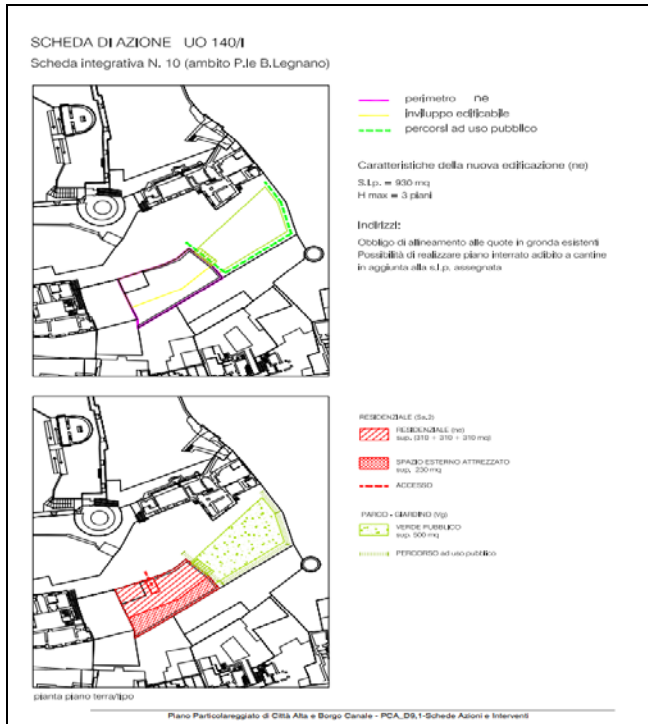 SCHEDA DI AZIONE UO 140/I
Scheda integrativa N. 10 (ambito P.le B.Legnano)
perimetro ne
inviluppo edificabile
percorsi ad uso pubblico
Caratteristiche della nuova edificazione (ne)
S.l.p. = 930 mq
H max = 3 piani
Indirizzi:
Obbligo di allineamento alle quote in gronda esistenti
Possibilità di realizzare piano interrato adibito a cantine
in aggiunta alla s.l.p. assegnata
RESIDENZIALE (Ss.2)
RESIDENZIALE (ne)
sup. (310 + 310 + 310 mq)
SPAZIO ESTERNO ATTREZZATO
sup. 230 mq
ACCESSO
PARCO - GIARDINO (Vg)
VERDE PUBBLICO
sup. 500 mq
PERCORSO ad uso pubblico
pianta piano terra/tipo
Piano Particolareggiato di Città Alta e Borgo Canale - PCA_D9,1-Schede Azioni e Interventi